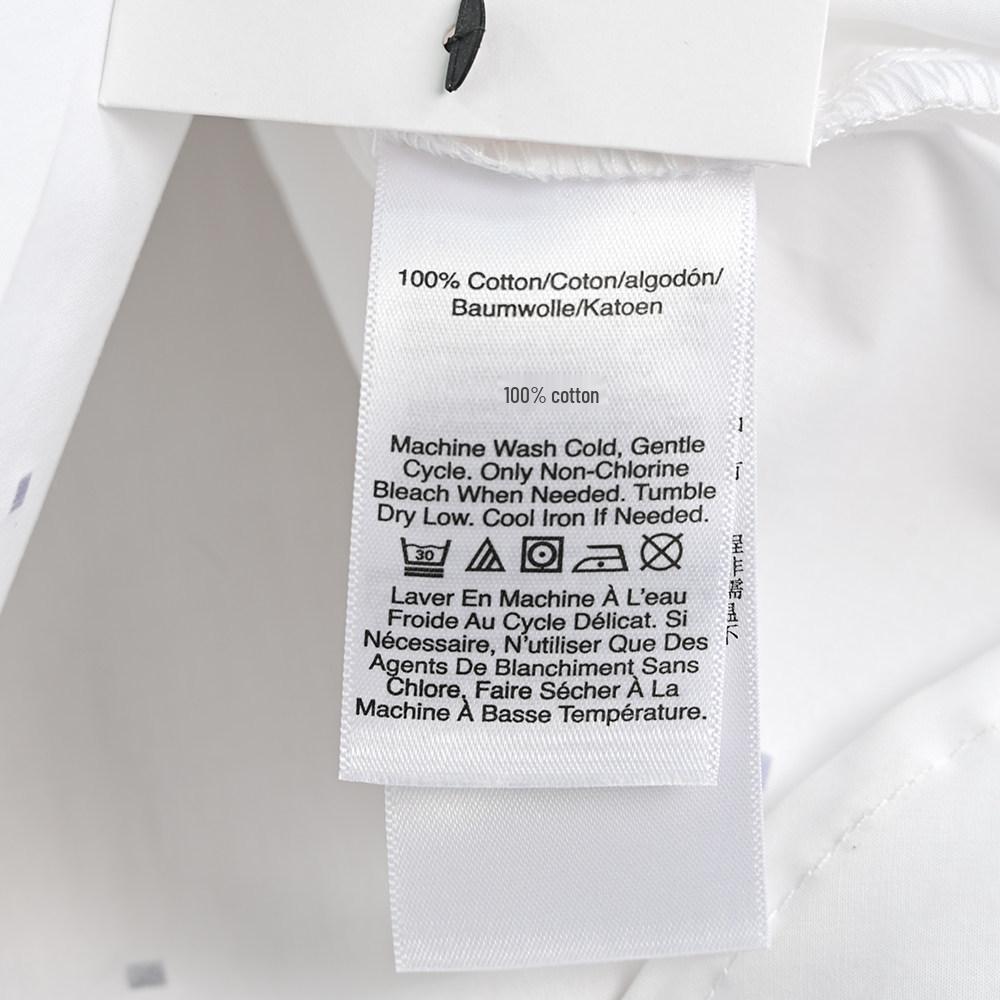 100% Cotton/Coton/algodón/
Baumwolle/Katoen
100% cotton
Machine Wash Cold, Gentle
Cycle. Only Non-Chlorine
Bleach When Needed. Tumble
Dry Low. Cool Iron If Needed.
30
Laver En Machine À L'eau
Froide Au Cycle Délicat. Si
Nécessaire, N'utiliser Que Des
Agents De Blanchiment Sans
Chlore, Faire Sécher À La
Machine À Basse Température.